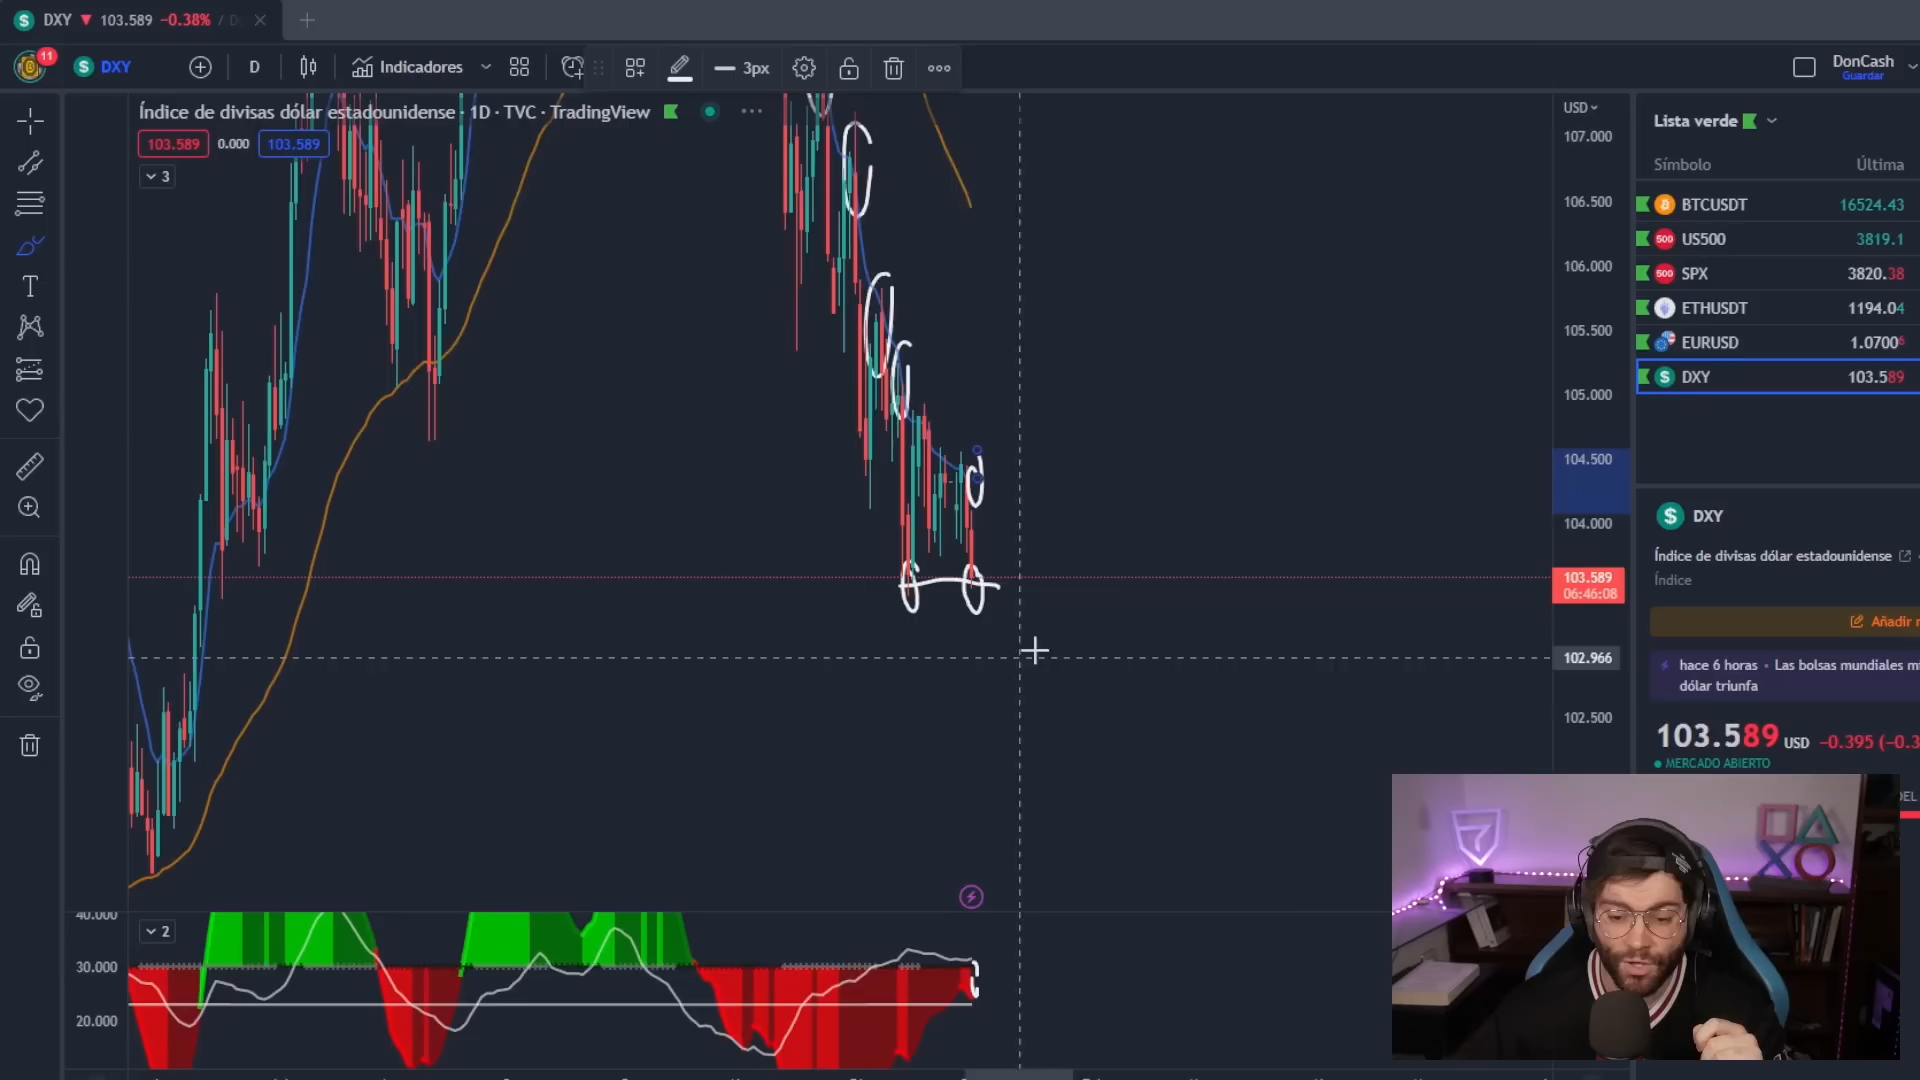 DXY ▼ 103.589 −0.38% /
11
DXY
D
Indicadores
3px
DonCash
Guardar
Índice de divisas dólar estadounidense · 1D · TVC · TradingView
103.589 0.000 103.589
3
USD
107.000
106.500
106.000
105.500
105.000
104.500
104.000
103.589
06:46:08
102.966
102.500
Lista verde
Símbolo Última
BTCUSDT 16524.43
500 US500 3819.1
500 SPX 3820.38
ETHUSDT 1194.04
EURUSD 1.07006
DXY 103.589
DXY
Índice de divisas dólar estadounidense
Índice
Añadir
hace 6 horas • Las bolsas mundiales
dólar triunfa
103.589 USD −0.395
MERCADO ABIERTO
2
40.000
30.000
20.000